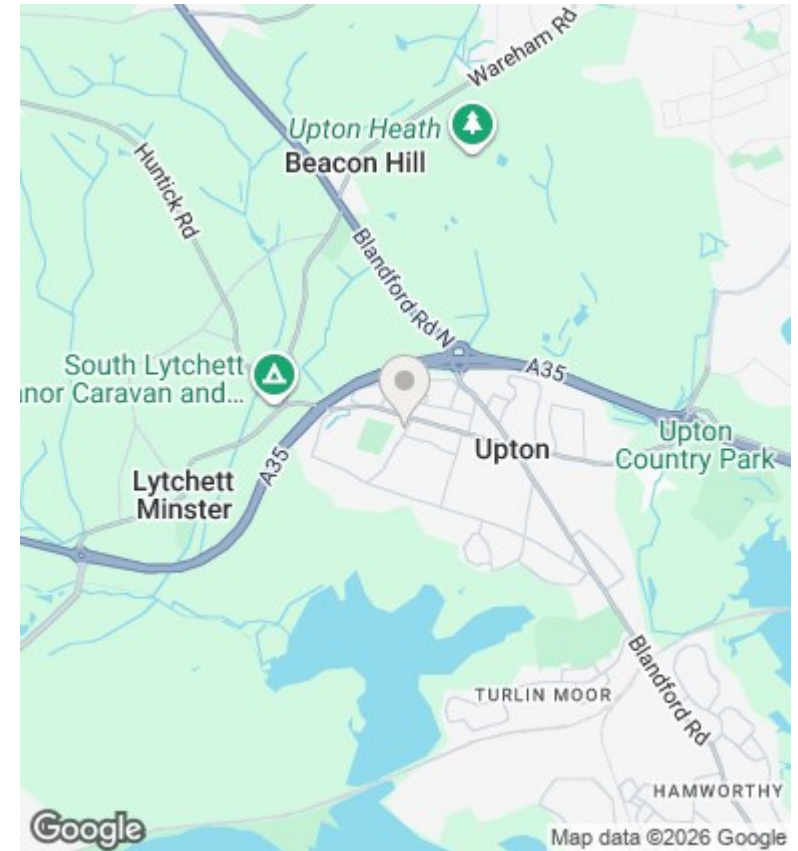 Wareham Rd
Upton Heath
Beacon Hill
Huntick Rd
Blandford Rd N
South Lytchett
nor Caravan and...
A35
Upton
Upton
Country Park
A35
Lytchett
Minster
Blandford Rd
TURLIN MOOR
HAMWORTHY
Google
Map data ©2026 Google